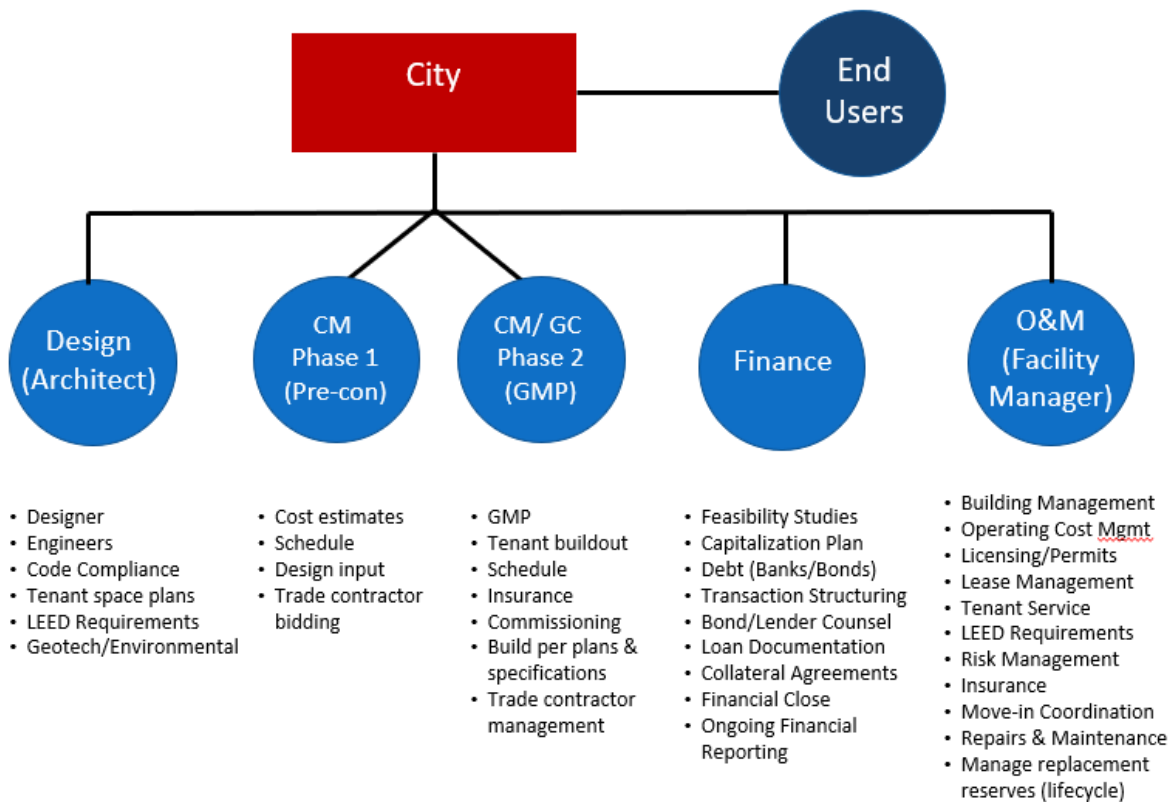 City
End
Users
Design
(Architect)
CM
Phase 1
(Pre-con)
CM/ GC
Phase 2
(GMP)
Finance
O&M
(Facility
Manager)
• Designer
• Engineers
• Code Compliance
• Tenant space plans
• LEED Requirements
• Geotech/Environmental
• Cost estimates
• Schedule
• Design input
• Trade contractor
bidding
• GMP
• Tenant buildout
• Schedule
• Insurance
• Commissioning
• Build per plans &
specifications
• Trade contractor
management
• Feasibility Studies
• Capitalization Plan
• Debt (Banks/Bonds)
• Transaction Structuring
• Bond/Lender Counsel
• Loan Documentation
• Collateral Agreements
• Financial Close
• Ongoing Financial
Reporting
• Building Management
• Operating Cost Mgmt
• Licensing/Permits
• Lease Management
• Tenant Service
• LEED Requirements
• Risk Management
• Insurance
• Move-in Coordination
• Repairs & Maintenance
• Manage replacement
reserves (lifecycle)